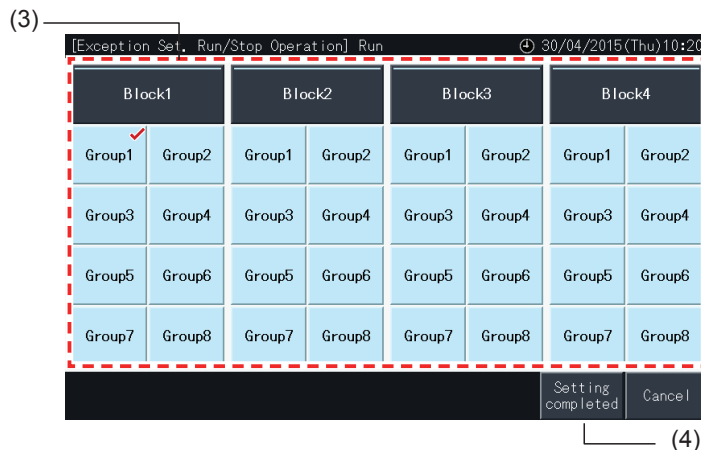 (3)
[Exception Set. Run/Stop Operation] Run 30/04/2015(Thu)10:20
Block1 Block2 Block3 Block4
Group1 Group2 Group1 Group2 Group1 Group2 Group1 Group2
Group3 Group4 Group3 Group4 Group3 Group4 Group3 Group4
Group5 Group6 Group5 Group6 Group5 Group6 Group5 Group6
Group7 Group8 Group7 Group8 Group7 Group8 Group7 Group8
Setting
completed Cancel
(4)